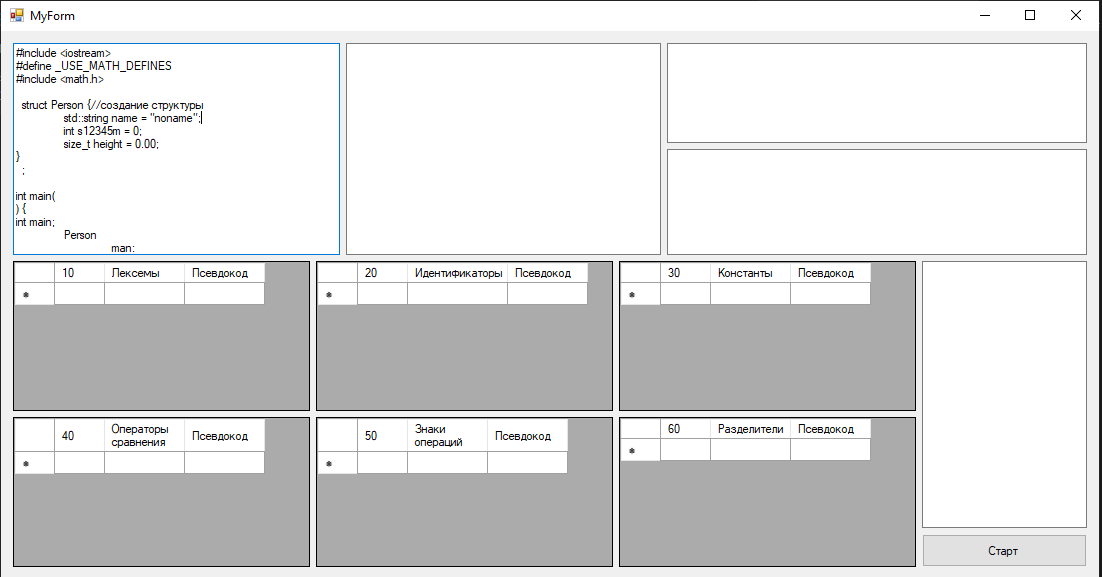 MyForm
#include <iostream>
#define _USE_MATH_DEFINES
#include <math.h>
struct Person {//создание структуры
std::string name = "noname";
int s12345m = 0;
size_t height = 0.00;
}
;
int main(
) {
int main;
Person
man:
10 Лексемы Псевдокод
20 Идентификаторы Псевдокод
30 Константы Псевдокод
40 Операторы сравнения Псевдокод
50 Знаки операций Псевдокод
60 Разделители Псевдокод
Старт